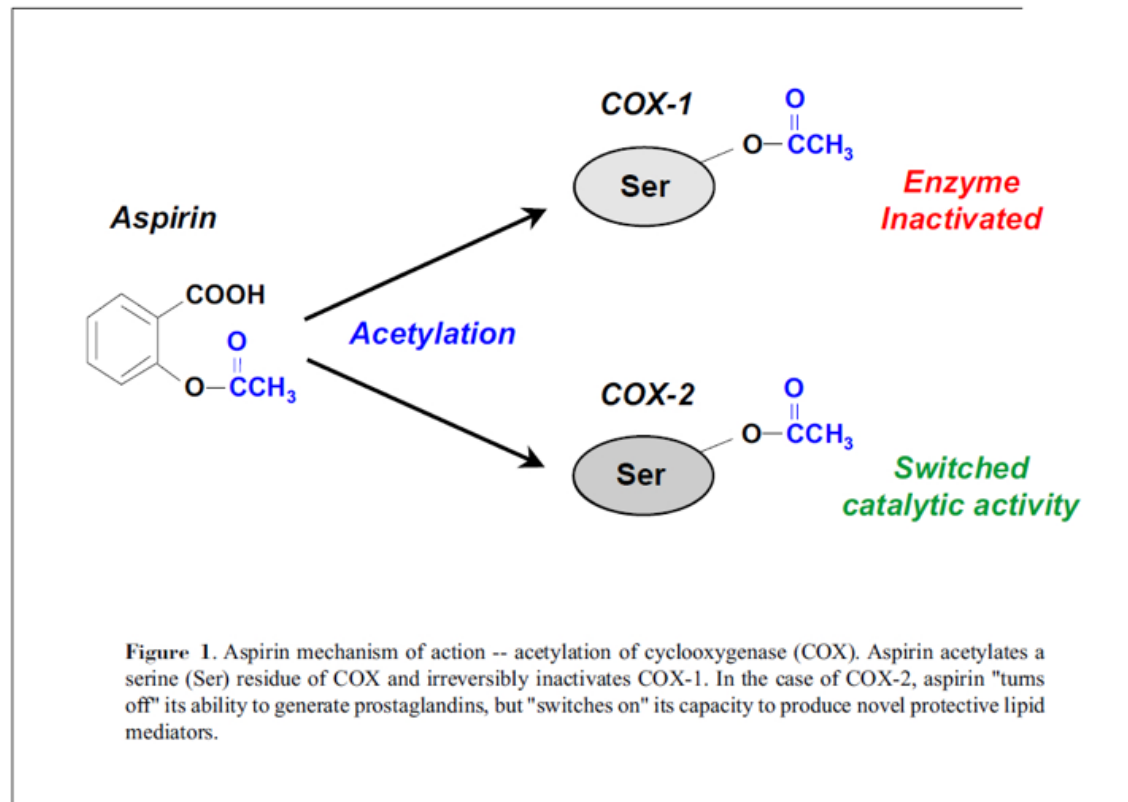 COX-1
O
O–CCH3
Ser
Enzyme
Inactivated
Aspirin
COOH
O
O–CCH3
Acetylation
COX-2
O
O–CCH3
Ser
Switched
catalytic activity
Figure 1. Aspirin mechanism of action -- acetylation of cyclooxygenase (COX). Aspirin acetylates a
serine (Ser) residue of COX and irreversibly inactivates COX-1. In the case of COX-2, aspirin "turns
off" its ability to generate prostaglandins, but "switches on" its capacity to produce novel protective lipid
mediators.